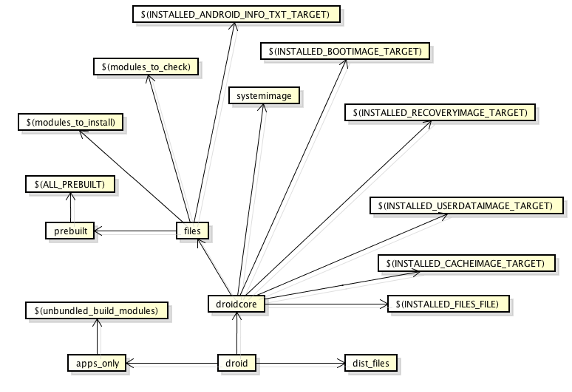 $(INSTALLED_ANDROID_INFO_TXT_TARGET)
$(INSTALLED_BOOTIMAGE_TARGET)
$(modules_to_check)
systemimage
$(INSTALLED_RECOVERYIMAGE_TARGET)
$(modules_to_install)
$(ALL_PREBUILT)
$(INSTALLED_USERDATAIMAGE_TARGET)
prebuilt
files
$(INSTALLED_CACHEIMAGE_TARGET)
$(unbundled_build_modules)
droidcore
$(INSTALLED_FILES_FILE)
apps_only
droid
dist_files